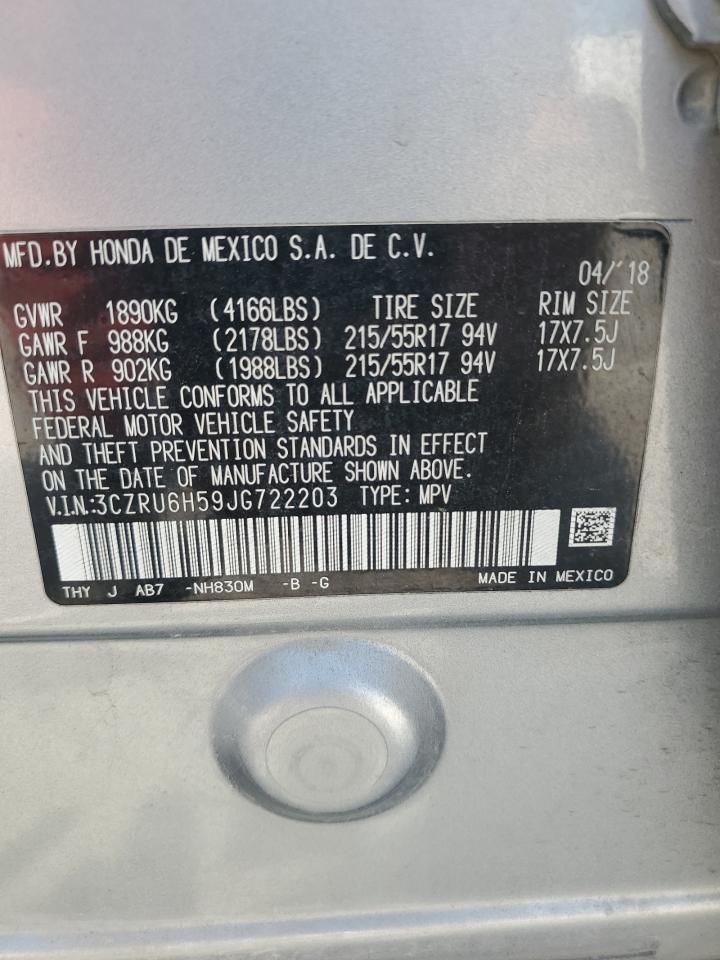 MFD.BY HONDA DE MEXICO S.A. DE C.V.
04/'18
GVWR 1890KG (4166LBS) TIRE SIZE RIM SIZE
GAWR F 988KG (2178LBS) 215/55R17 94V 17X7.5J
GAWR R 902KG (1988LBS) 215/55R17 94V 17X7.5J
THIS VEHICLE CONFORMS TO ALL APPLICABLE
FEDERAL MOTOR VEHICLE SAFETY
AND THEFT PREVENTION STANDARDS IN EFFECT
ON THE DATE OF MANUFACTURE SHOWN ABOVE.
V.I.N:3CZRU6H59JG722203 TYPE: MPV
THY J AB7 -NH830M -B -G MADE IN MEXICO